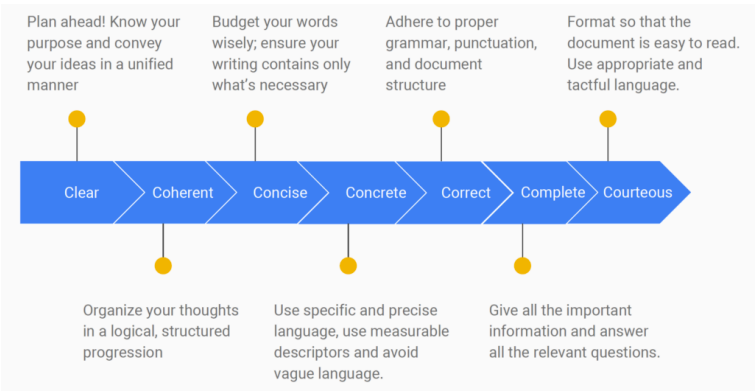 Plan ahead! Know your
purpose and convey
your ideas in a unified
manner
Budget your words
wisely; ensure your
writing contains only
what's necessary
Adhere to proper
grammar, punctuation,
and document
structure
Format so that the
document is easy to read.
Use appropriate and
tactful language.
Clear
Coherent
Concise
Concrete
Correct
Complete
Courteous
Organize your thoughts
in a logical, structured
progression
Use specific and precise
language, use measurable
descriptors and avoid
vague language.
Give all the important
information and answer
all the relevant questions.